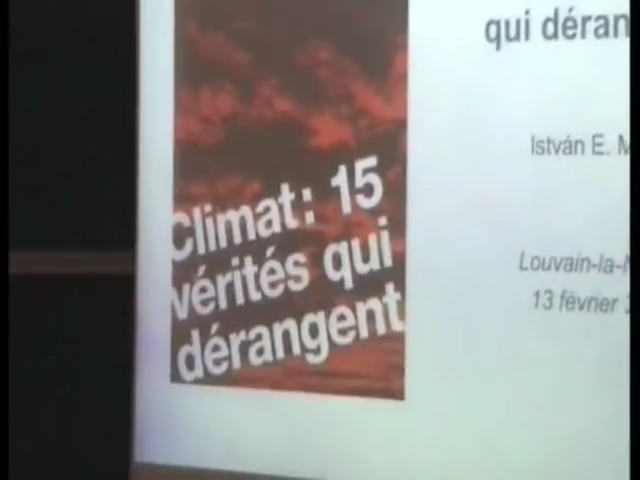 qui déran
István E. M
Climat: 15
vérités qui
dérangent
Louvain-la-N
13 février